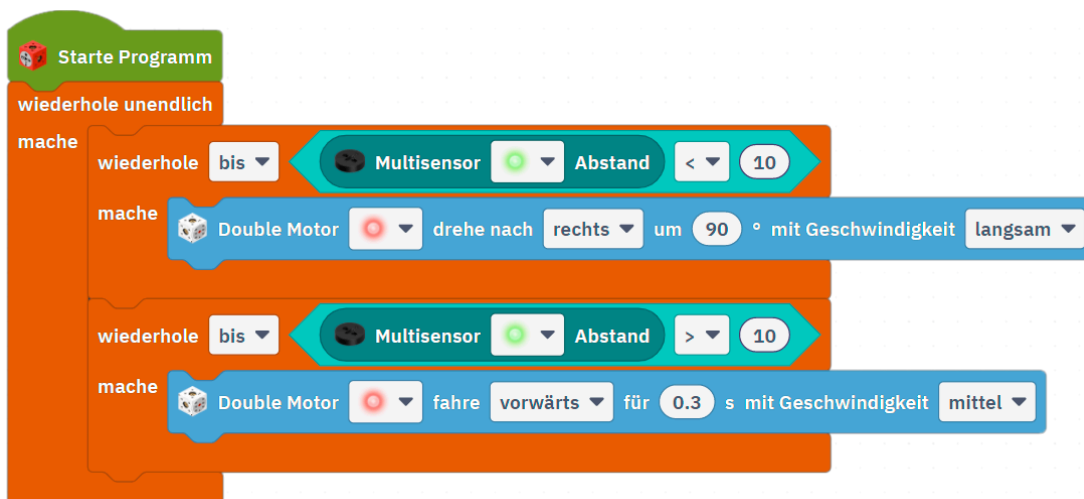 Starte Programm
wiederhole unendlich
mache
wiederhole bis Multisensor Abstand < 10
mache Double Motor drehe nach rechts um 90 ° mit Geschwindigkeit langsam
wiederhole bis Multisensor Abstand > 10
mache Double Motor fahre vorwärts für 0.3 s mit Geschwindigkeit mittel